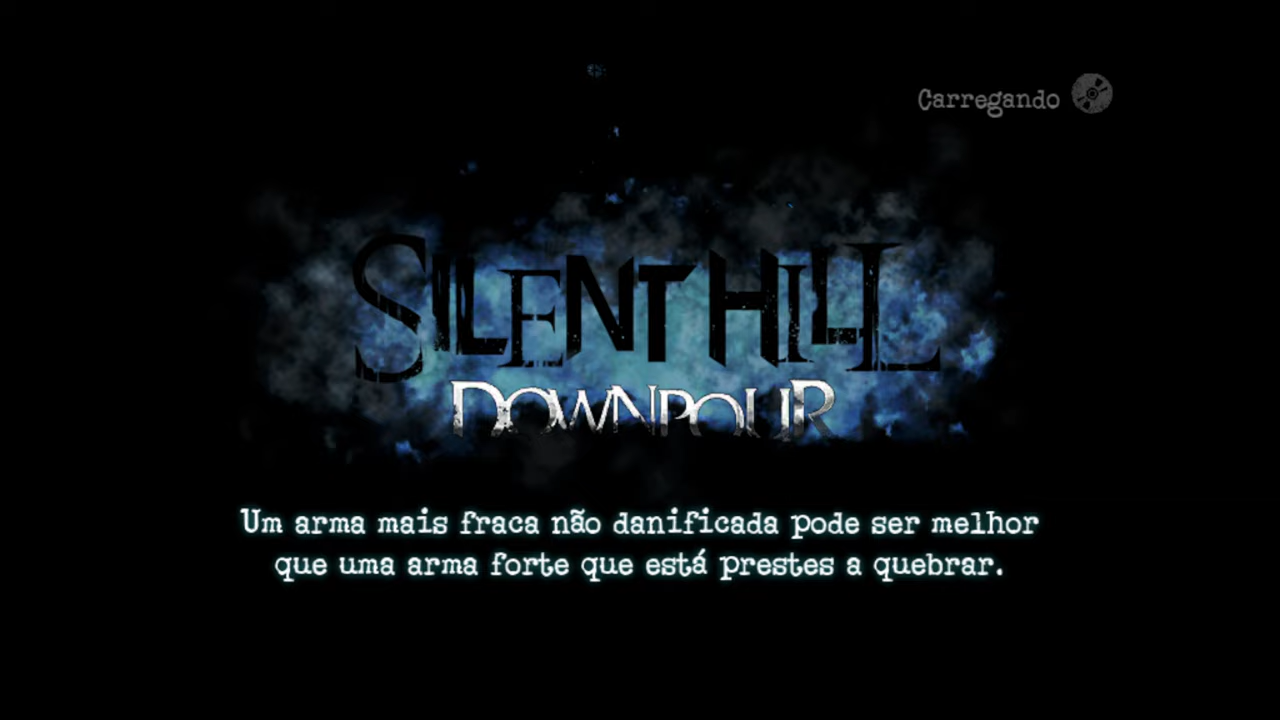 Carregando
SILENT HILL
DOWNPOUR
Um arma mais fraca não danificada pode ser melhor
que uma arma forte que está prestes a quebrar.